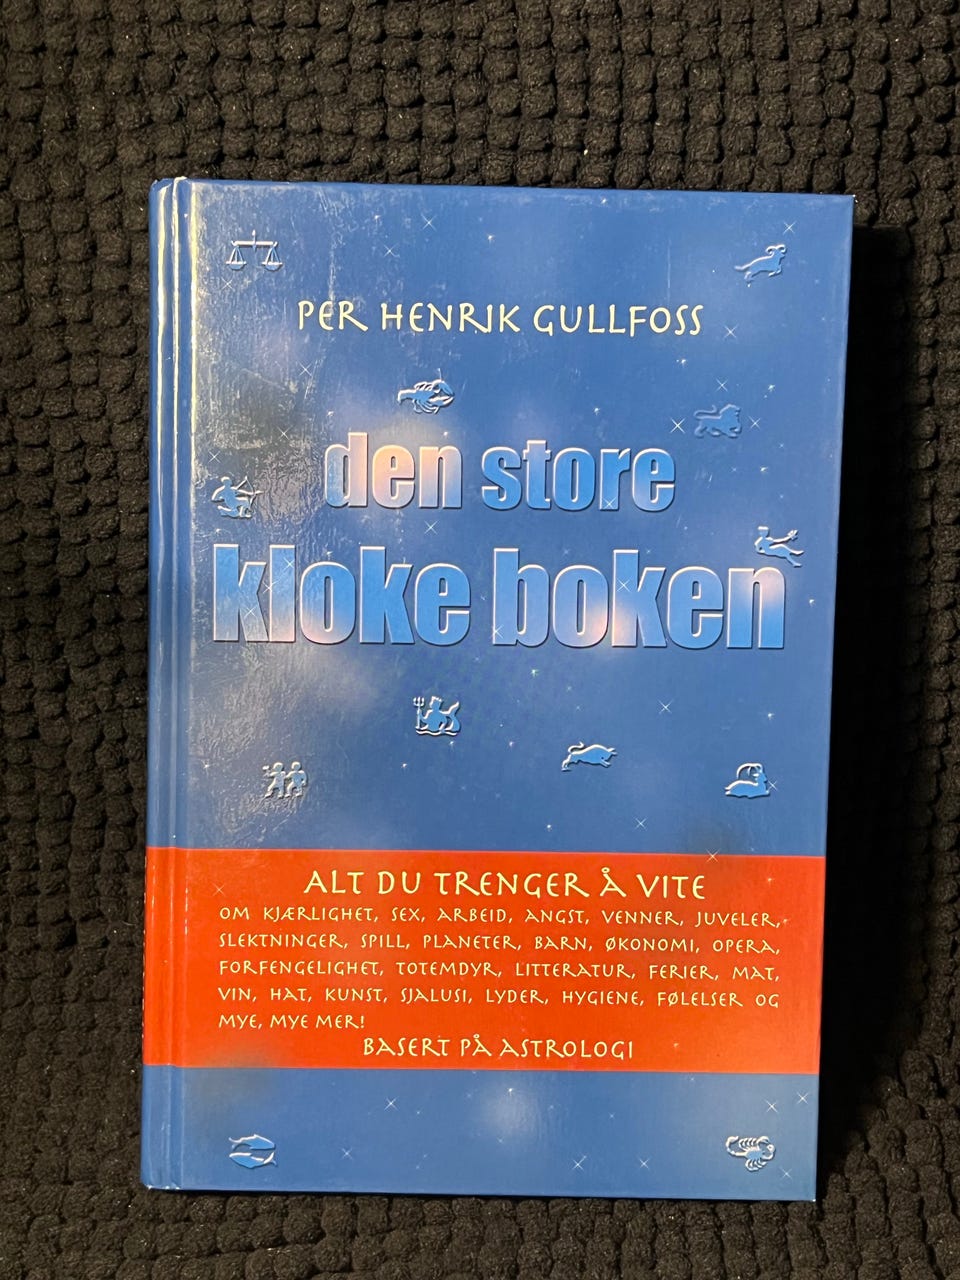 PER HENRIK GULLFOSS
den store
kloke boken
ALT DU TRENGER Å VITE
OM KJÆRLIGHET, SEX, ARBEID, ANGST, VENNER, JUVELER,
SLEKTNINGER, SPILL, PLANETER, BARN, ØKONOMI, OPERA,
FORFENGELIGHET, TOTEMDYR, LITTERATUR, FERIER, MAT,
VIN, HAT, KUNST, SJALUSI, LYDER, HYGIENE, FØLELSER OG
MYE, MYE MER!
BASERT PÅ ASTROLOGI